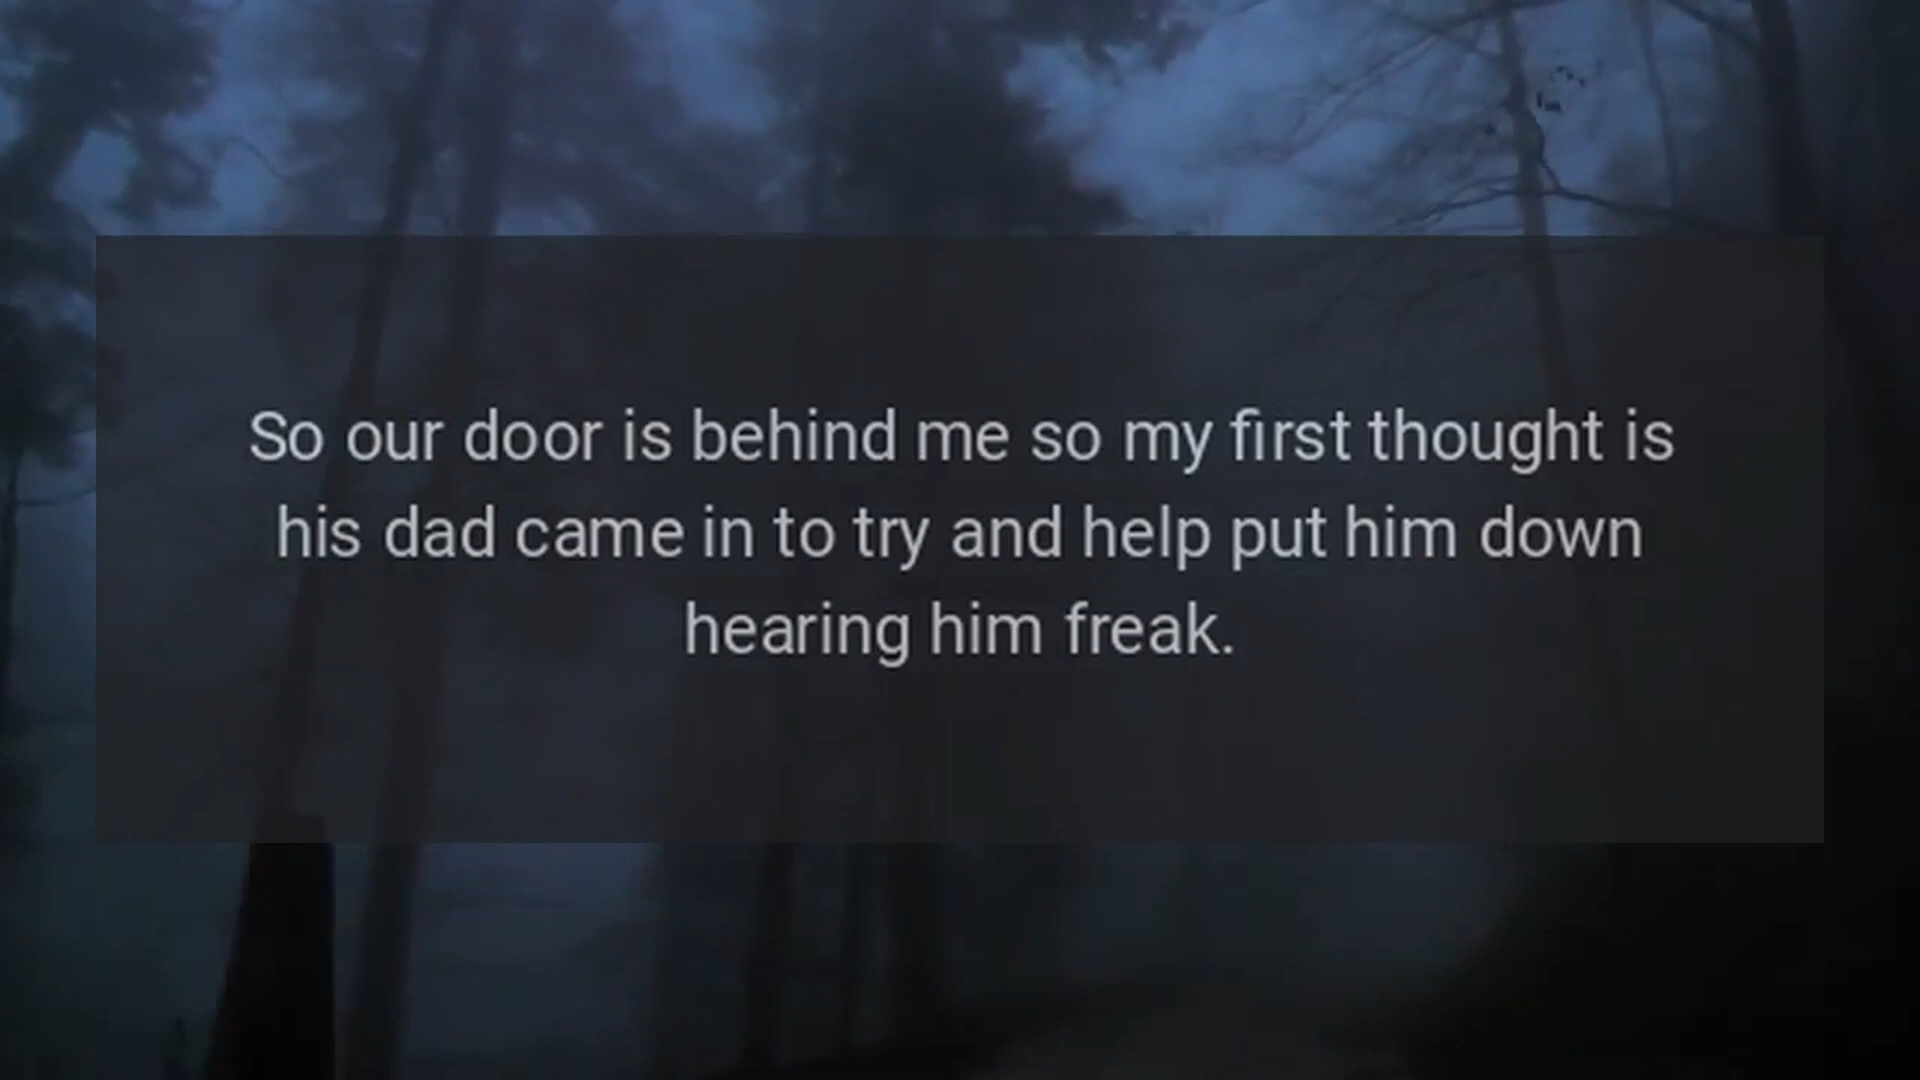 So our door is behind me so my first thought is
his dad came in to try and help put him down
hearing him freak.